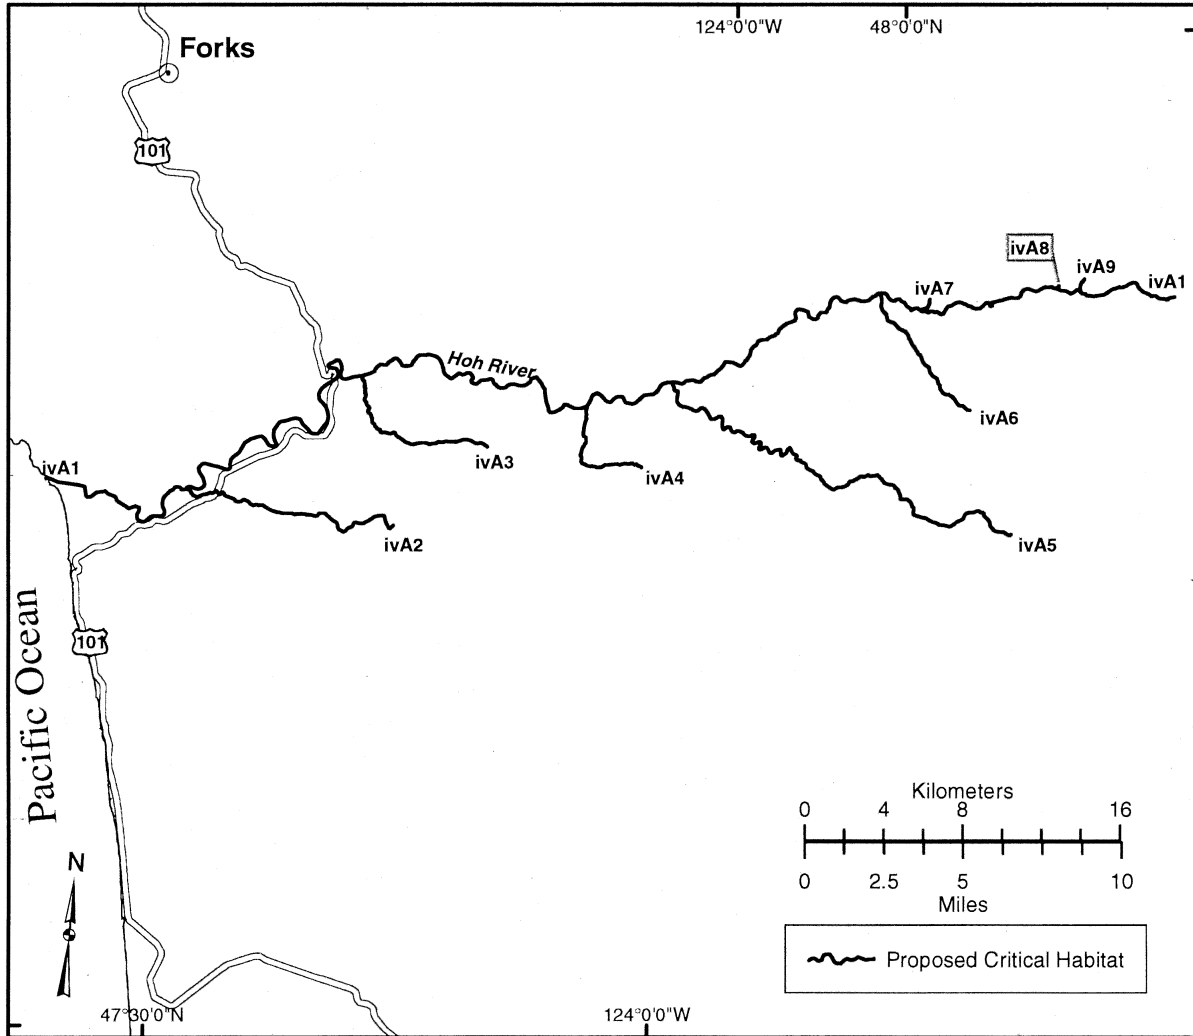 124°0'0"W
48°0'0"N
Forks
101
ivA8
ivA9
ivA7
ivA1
Hoh River
ivA6
ivA3
ivA1
ivA4
ivA2
ivA5
Pacific Ocean
101
Kilometers
0 4 8 16
0 2.5 5 10
Miles
N
Proposed Critical Habitat
47°30'0"N
124°0'0"W